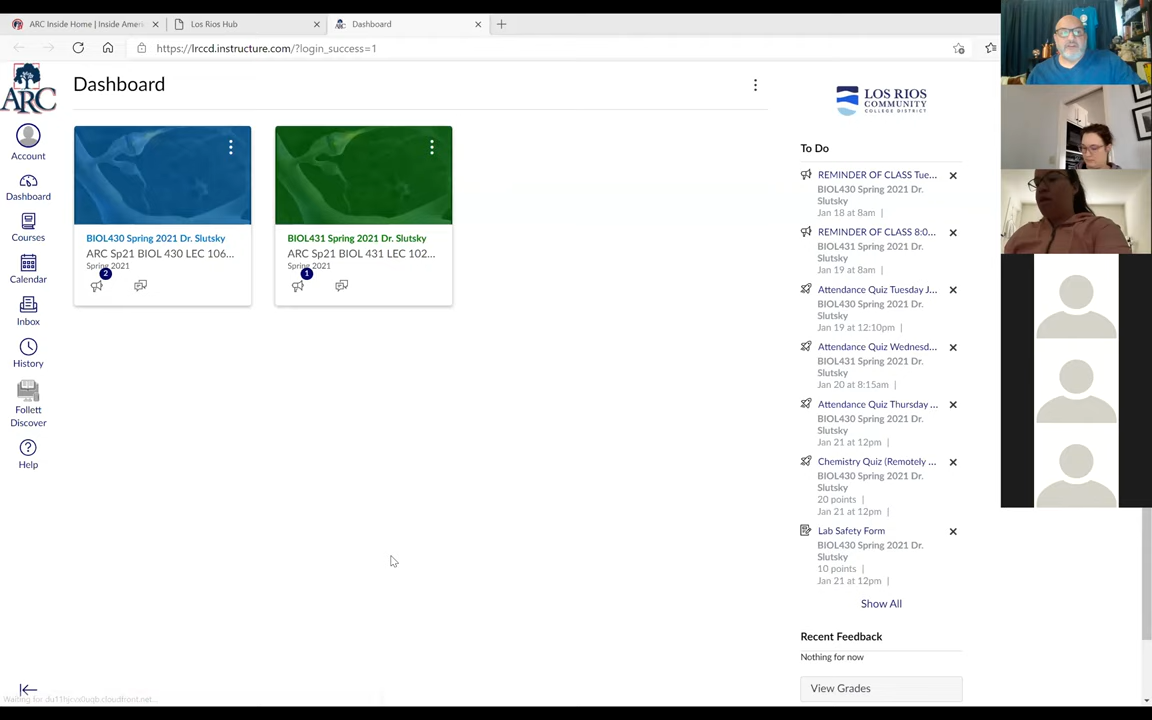 ARC Inside Home | Inside Ameri
Los Rios Hub
Dashboard
https://lrccd.instructure.com/?login_success=1
ARC
Account
Dashboard
Courses
Calendar
Inbox
History
Follett
Discover
Help
Dashboard
BIOL430 Spring 2021 Dr. Slutsky
ARC Sp21 BIOL 430 LEC 106...
Spring 2021
2
BIOL431 Spring 2021 Dr. Slutsky
ARC Sp21 BIOL 431 LEC 102...
Spring 2021
1
LOS RIOS
COMMUNITY
COLLEGE DISTRICT
To Do
REMINDER OF CLASS Tue...
BIOL430 Spring 2021 Dr.
Slutsky
Jan 18 at 8am |
REMINDER OF CLASS 8:0...
BIOL431 Spring 2021 Dr.
Slutsky
Jan 19 at 8am |
Attendance Quiz Tuesday J...
BIOL430 Spring 2021 Dr.
Slutsky
Jan 19 at 12:10pm |
Attendance Quiz Wednesd...
BIOL431 Spring 2021 Dr.
Slutsky
Jan 20 at 8:15am |
Attendance Quiz Thursday ...
BIOL430 Spring 2021 Dr.
Slutsky
Jan 21 at 12pm |
Chemistry Quiz (Remotely ...
BIOL430 Spring 2021 Dr.
Slutsky
20 points |
Jan 21 at 12pm |
Lab Safety Form
BIOL430 Spring 2021 Dr.
Slutsky
10 points |
Jan 21 at 12pm |
Show All
Recent Feedback
Nothing for now
View Grades
Waiting for